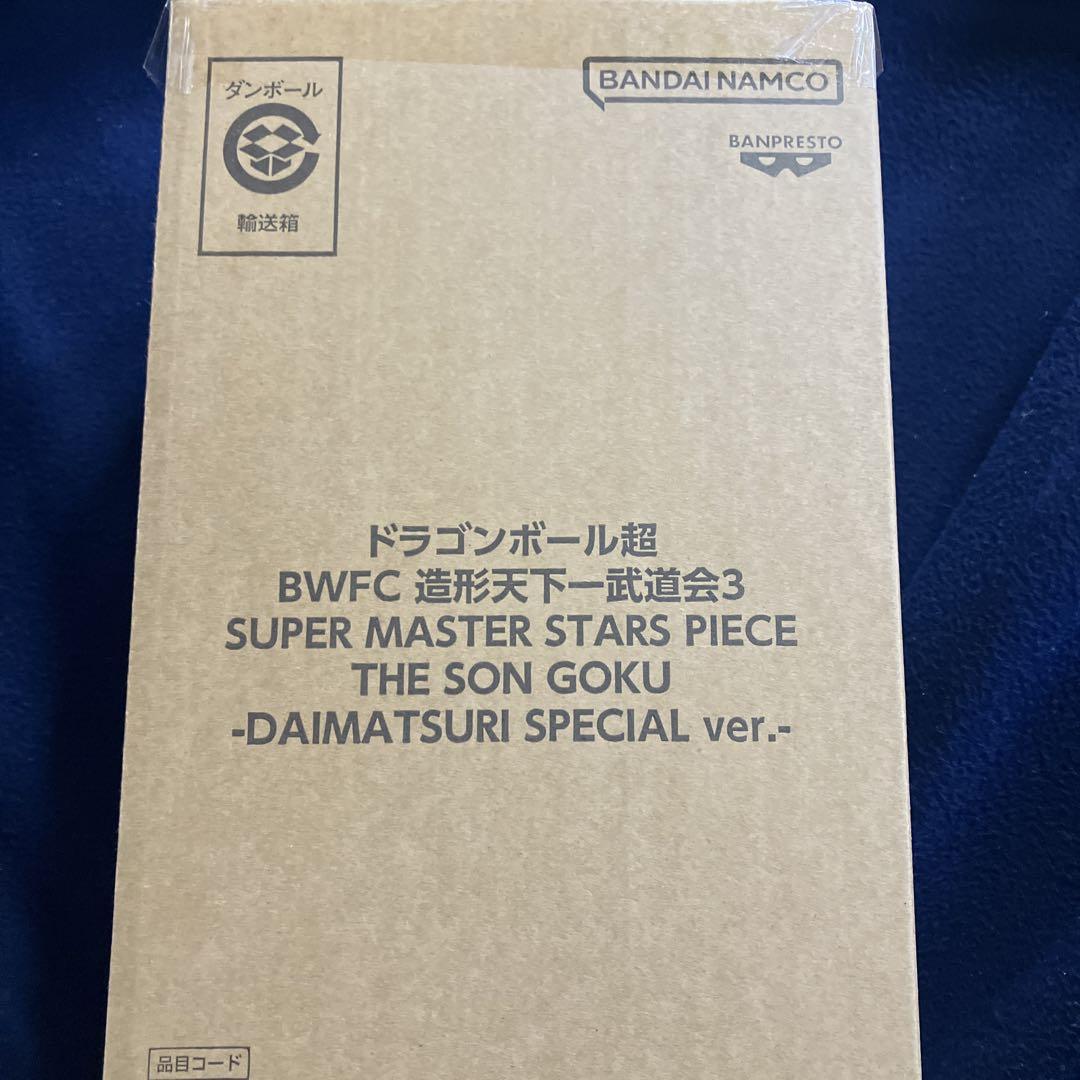 ダンボール
輸送箱
BANDAI NAMCO
BANPRESTO
ドラゴンボール超
BWFC 造形天下一武道会3
SUPER MASTER STARS PIECE
THE SON GOKU
-DAIMATSURI SPECIAL ver.-
品目コード